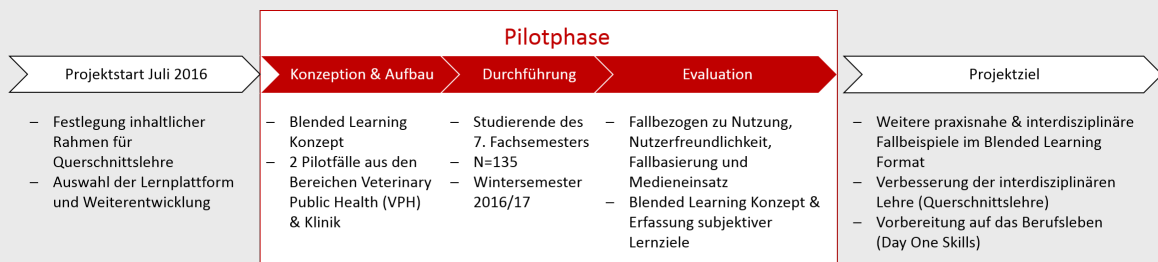 Pilotphase
Projektstart Juli 2016
– Festlegung inhaltlicher
Rahmen für
Querschnittslehre
– Auswahl der Lernplattform
und Weiterentwicklung
Konzeption & Aufbau
– Blended Learning
Konzept
– 2 Pilotfälle aus den
Bereichen Veterinary
Public Health (VPH)
& Klinik
Durchführung
– Studierende des
7. Fachsemesters
– N=135
– Wintersemester
2016/17
Evaluation
– Fallbezogen zu Nutzung,
Nutzerfreundlichkeit,
Fallbasierung und
Medieneinsatz
– Blended Learning Konzept &
Erfassung subjektiver
Lernziele
Projektziel
– Weitere praxisnahe & interdisziplinäre
Fallbeispiele im Blended Learning
Format
– Verbesserung der interdisziplinären
Lehre (Querschnittslehre)
– Vorbereitung auf das Berufsleben
(Day One Skills)